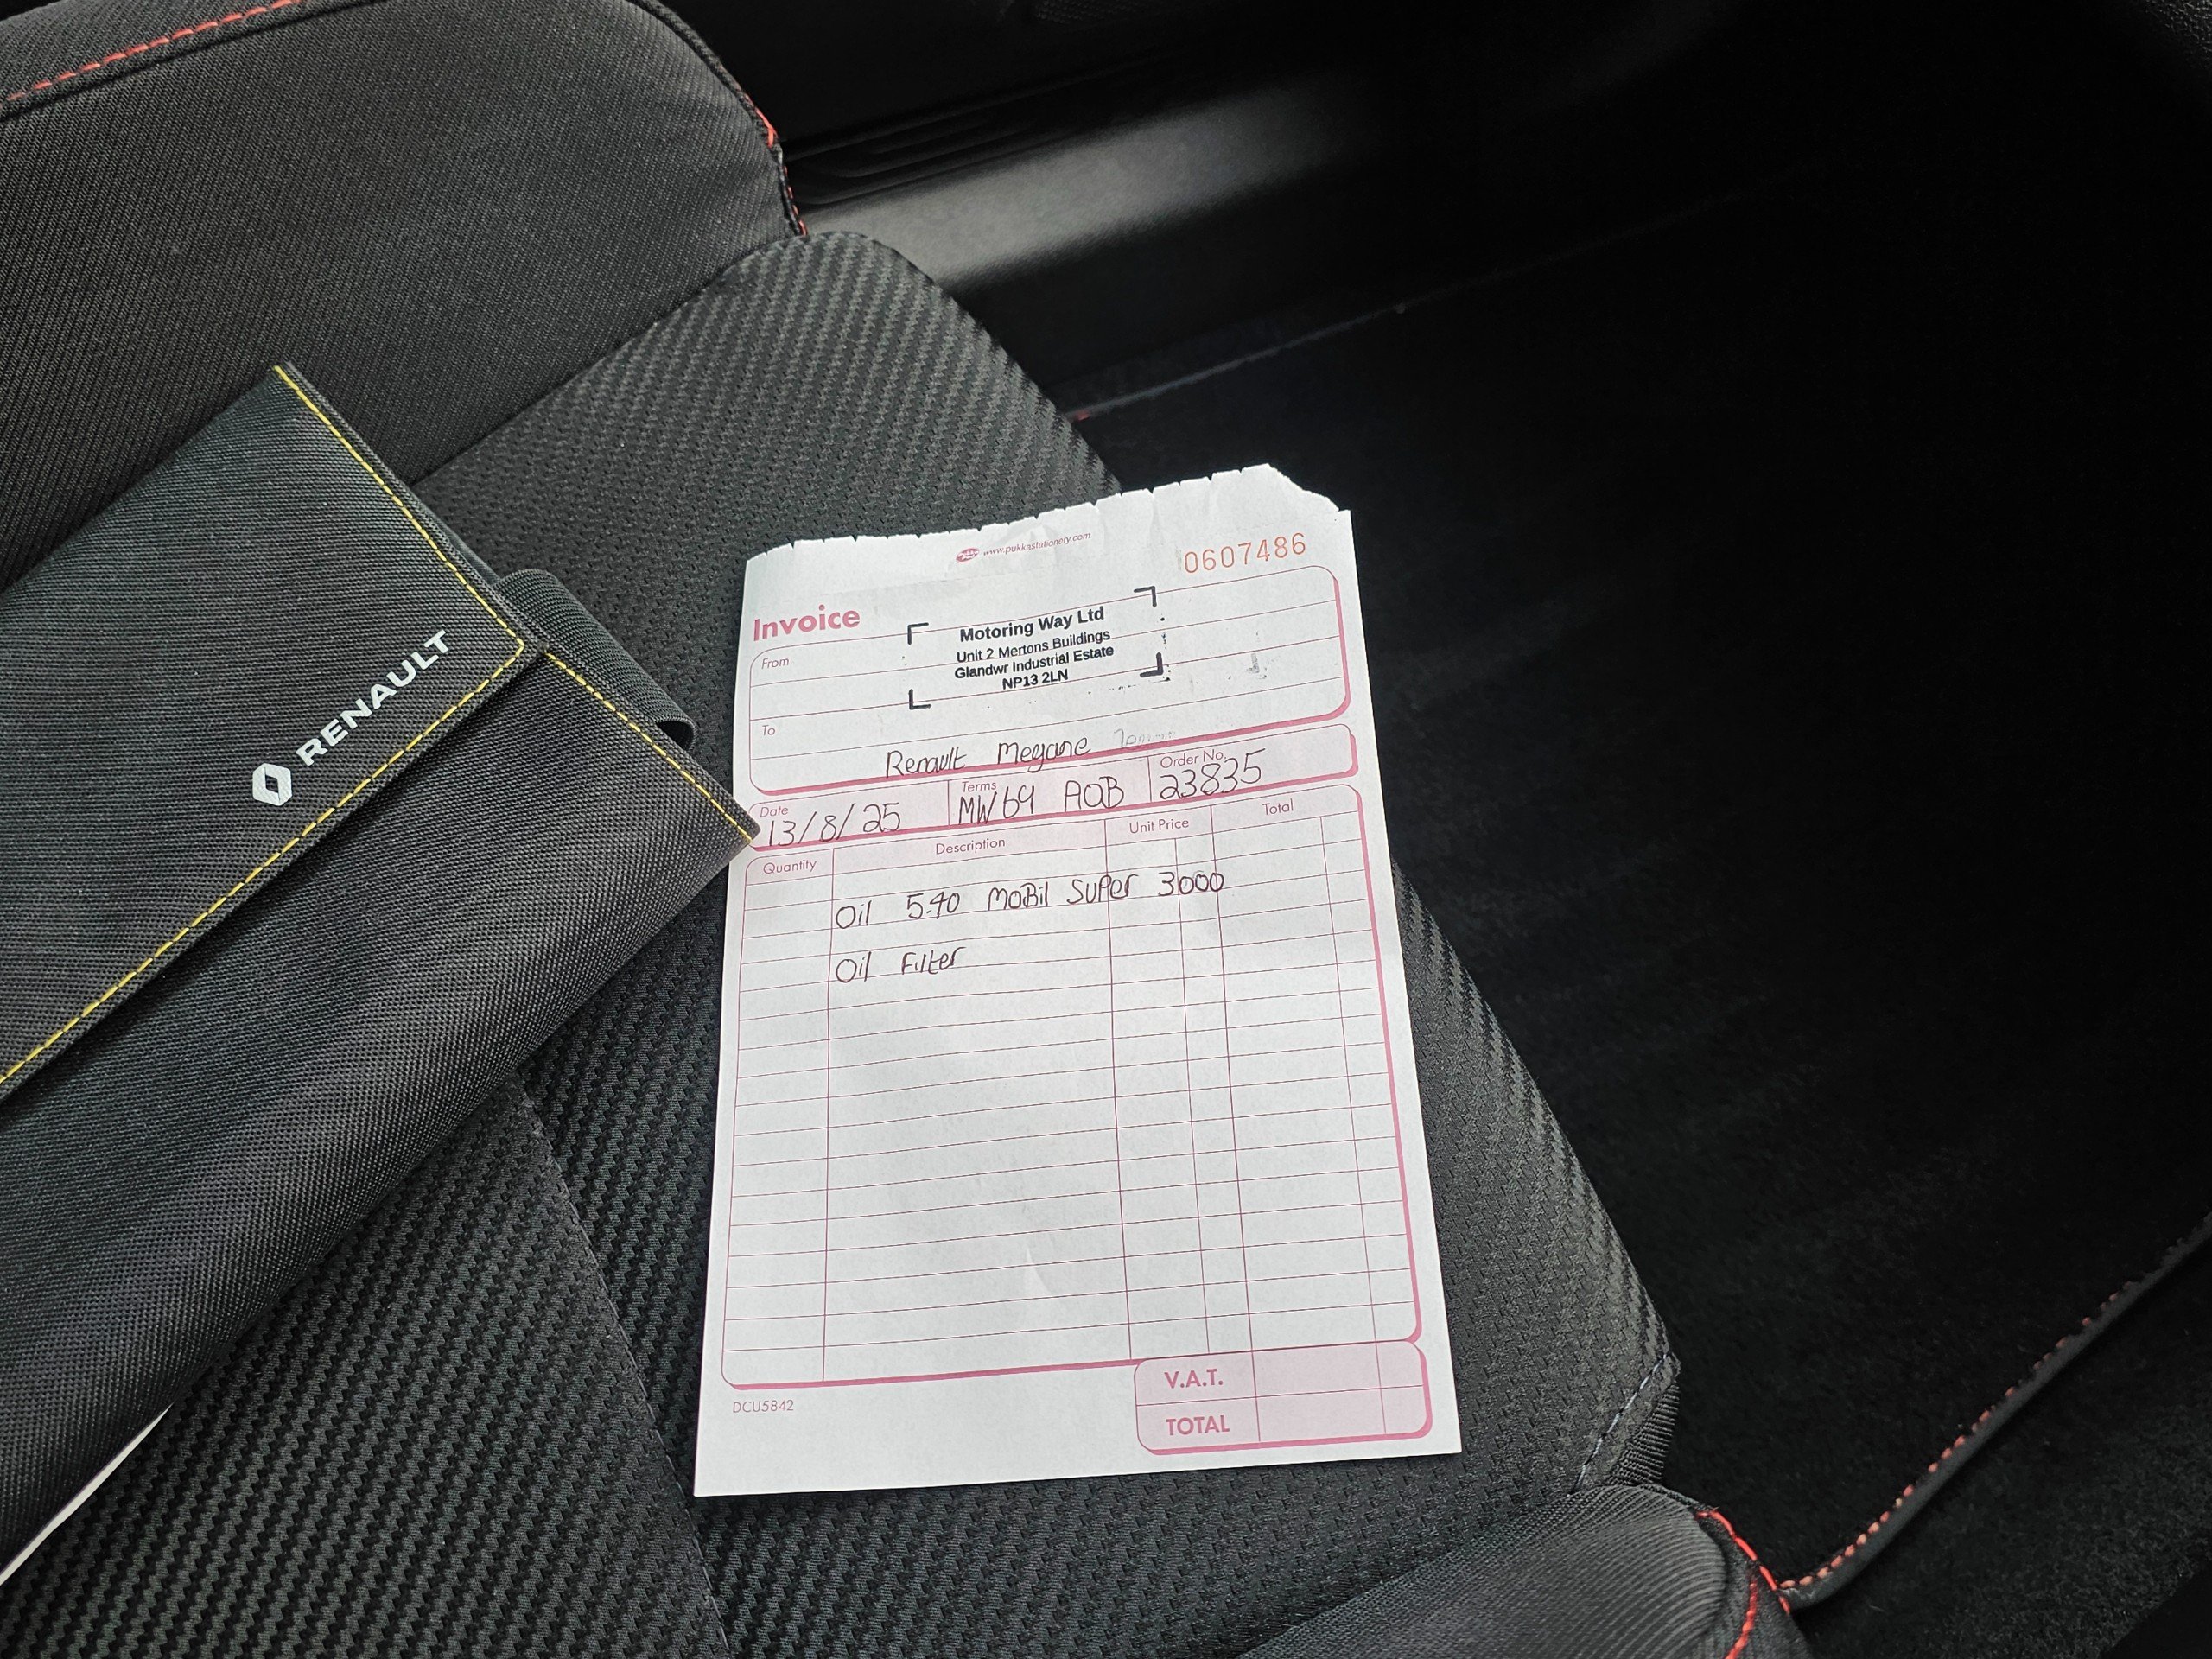 RENAULT
www.pukkastationery.com
0607486
Invoice
Motoring Way Ltd
Unit 2 Mertons Buildings
Glandwr Industrial Estate
NP13 2LN
From
To
Renault Megane
Date
13/8/25
Terms
MW69 AOB
Order No.
23835
Quantity
Description
Unit Price
Total
Oil 5-40 MoBil SuPer 3000
Oil Filter
V.A.T.
TOTAL
DCU5842